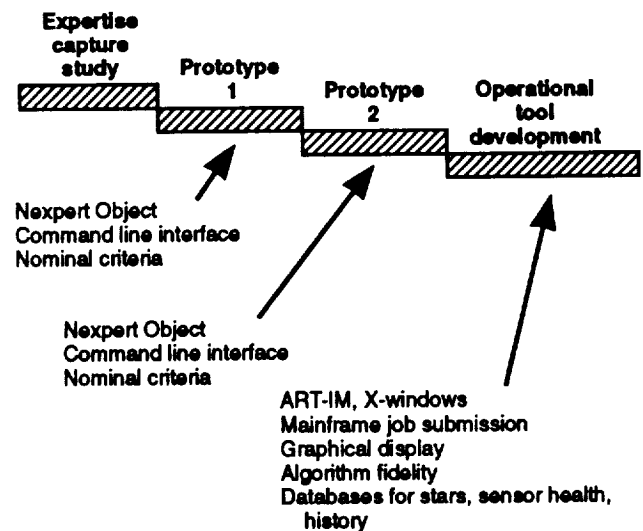 Expertise
capture
study
Prototype
1
Prototype
2
Operational
tool
development
Nexpert Object
Command line interface
Nominal criteria
Nexpert Object
Command line interface
Nominal criteria
ART-IM, X-windows
Mainframe job submission
Graphical display
Algorithm fidelity
Databases for stars, sensor health,
history